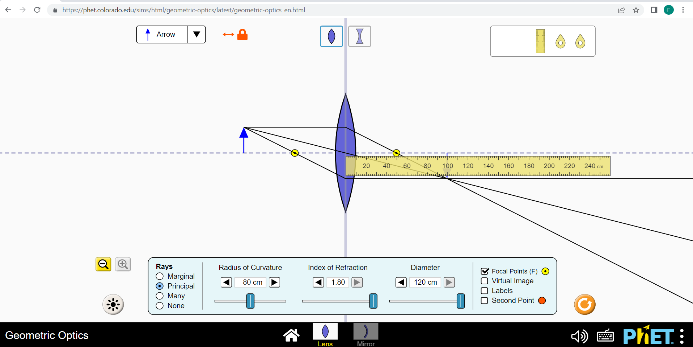 https://phet.colorado.edu/sims/html/geometric-optics/latest/geometric-optics_en.html
Arrow
20 40 60 80 100 120 140 160 180 200 220 240 cm
Rays
Marginal
Principal
Many
None
Radius of Curvature
80 cm
Index of Refraction
1.80
Diameter
120 cm
Focal Points (F)
Virtual Image
Labels
Second Point
Geometric Optics
Lens
Mirror
PhET